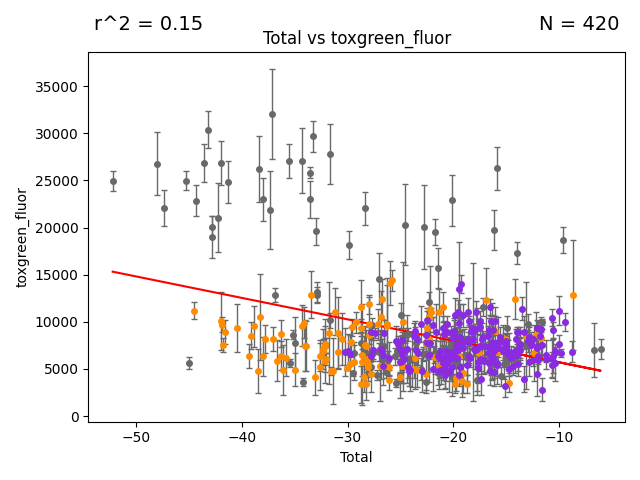 r^2 = 0.15
N = 420
Total vs toxgreen_fluor
35000
30000
25000
20000
15000
10000
5000
0
toxgreen_fluor
−50
−40
−30
−20
−10
Total